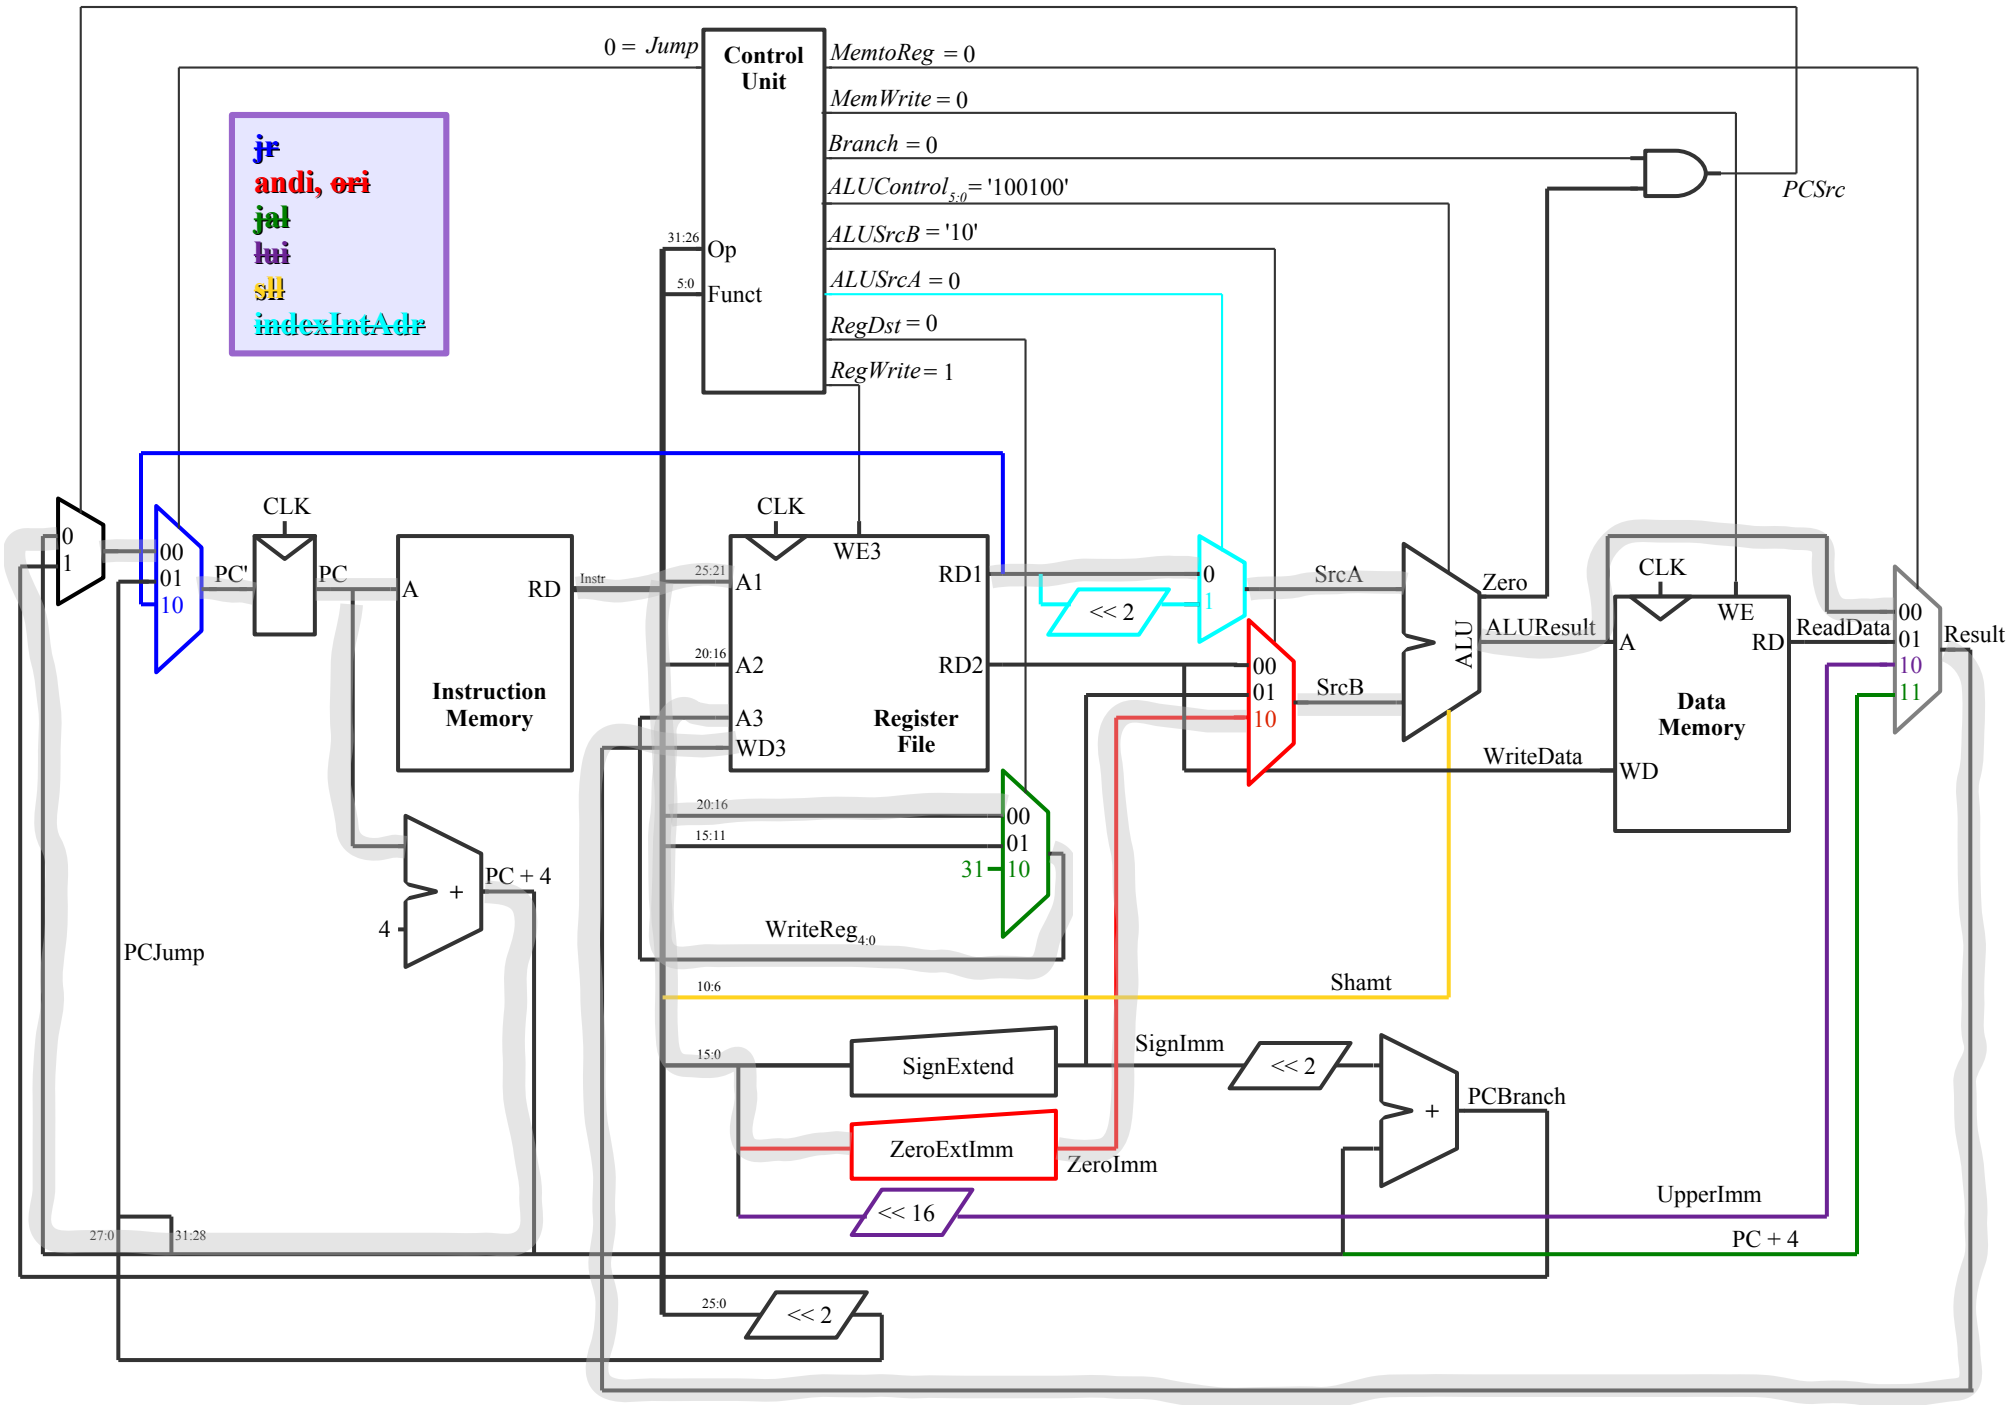 0 = Jump
Control
Unit
MemtoReg = 0
MemWrite = 0
Branch = 0
ALUControl5:0 = '100100'
ALUSrcB = '10'
ALUSrcA = 0
RegDst = 0
RegWrite = 1
31:26
Op
5:0
Funct
PCSrc
jr
andi, ori
jal
lui
sll
indexIntAdr
0
1
00
01
10
PC'
CLK
PC
A
RD
Instruction
Memory
Instr
25:21
20:16
CLK
WE3
A1
RD1
A2
RD2
A3
WD3
Register
File
<< 2
0
1
SrcA
00
01
10
SrcB
ALU
Zero
ALUResult
WriteData
CLK
WE
A
RD
Data
Memory
WD
ReadData
00
01
10
11
Result
20:16
15:11
31
00
01
10
WriteReg4:0
4
+
PC + 4
PCJump
10:6
Shamt
15:0
SignExtend
SignImm
<< 2
+
PCBranch
ZeroExtImm
ZeroImm
<< 16
UpperImm
27:0
31:28
PC + 4
25:0
<< 2